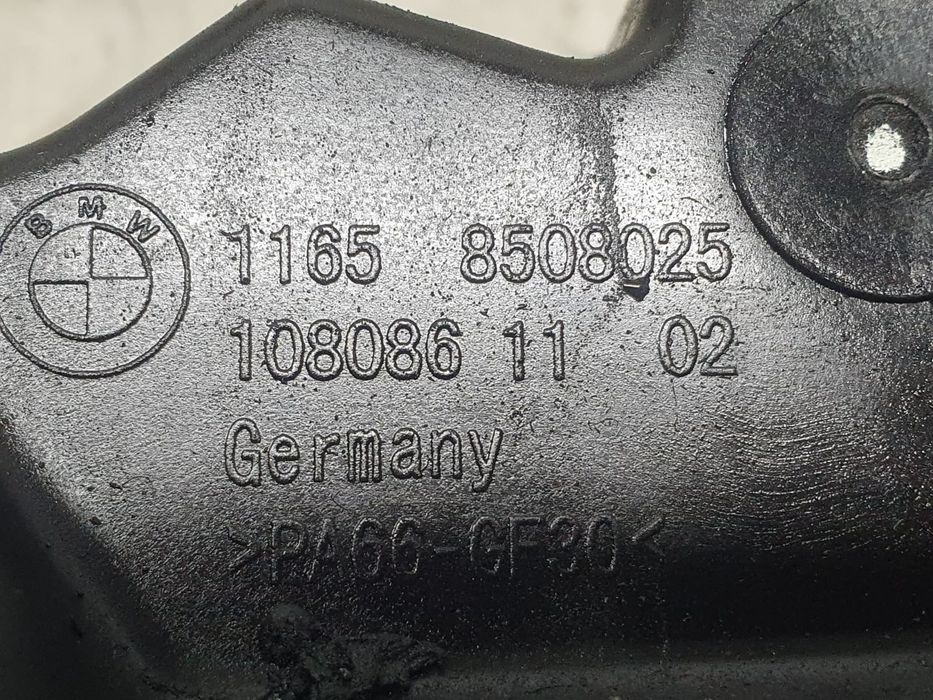 BMW
1165 8508025
108086 11 02
Germany
>PA66-GF30<